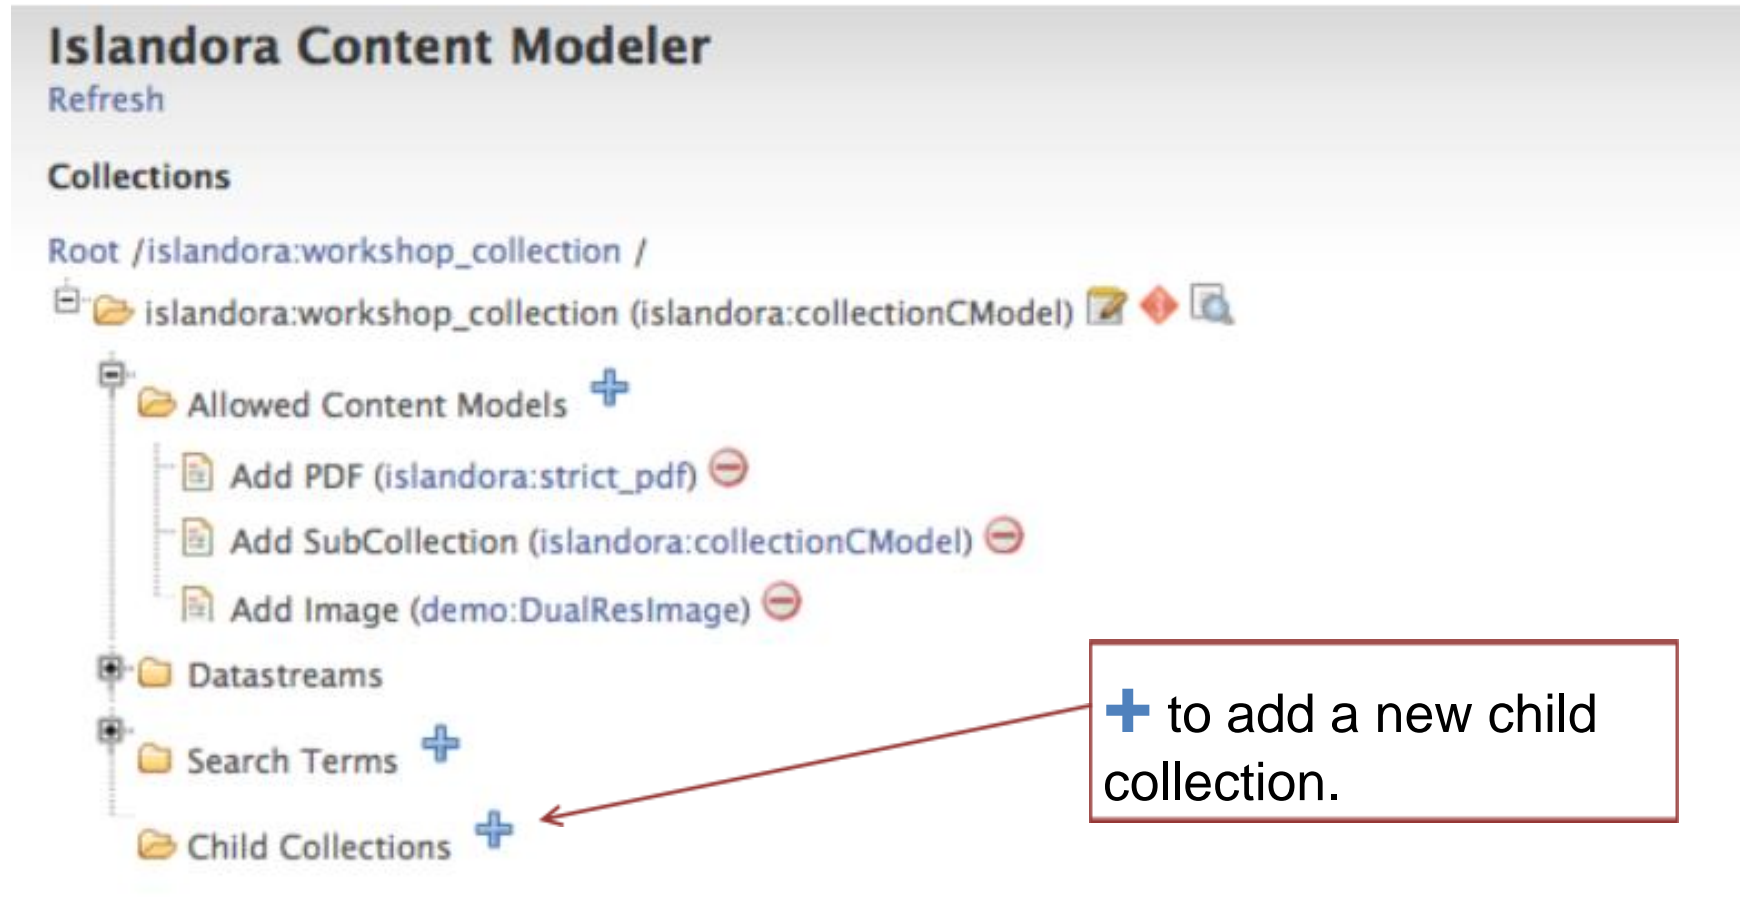 Islandora Content Modeler
Refresh
Collections
Root /islandora:workshop_collection /
islandora:workshop_collection (islandora:collectionCModel)
Allowed Content Models
Add PDF (islandora:strict_pdf)
Add SubCollection (islandora:collectionCModel)
Add Image (demo:DualResImage)
Datastreams
Search Terms
Child Collections
+ to add a new child
collection.